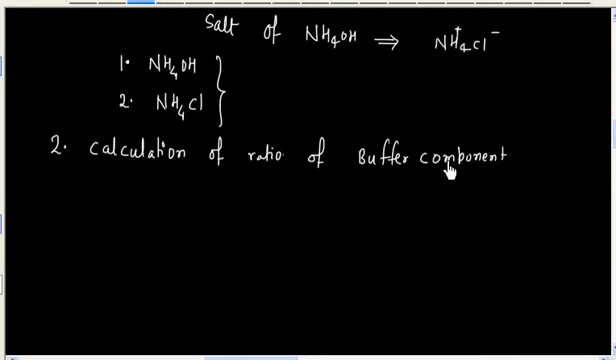 Salt of NH₄OH ⇒ NH₄⁺Cl⁻
1. NH₄OH
2. NH₄Cl
2. Calculation of ratio of Buffer component